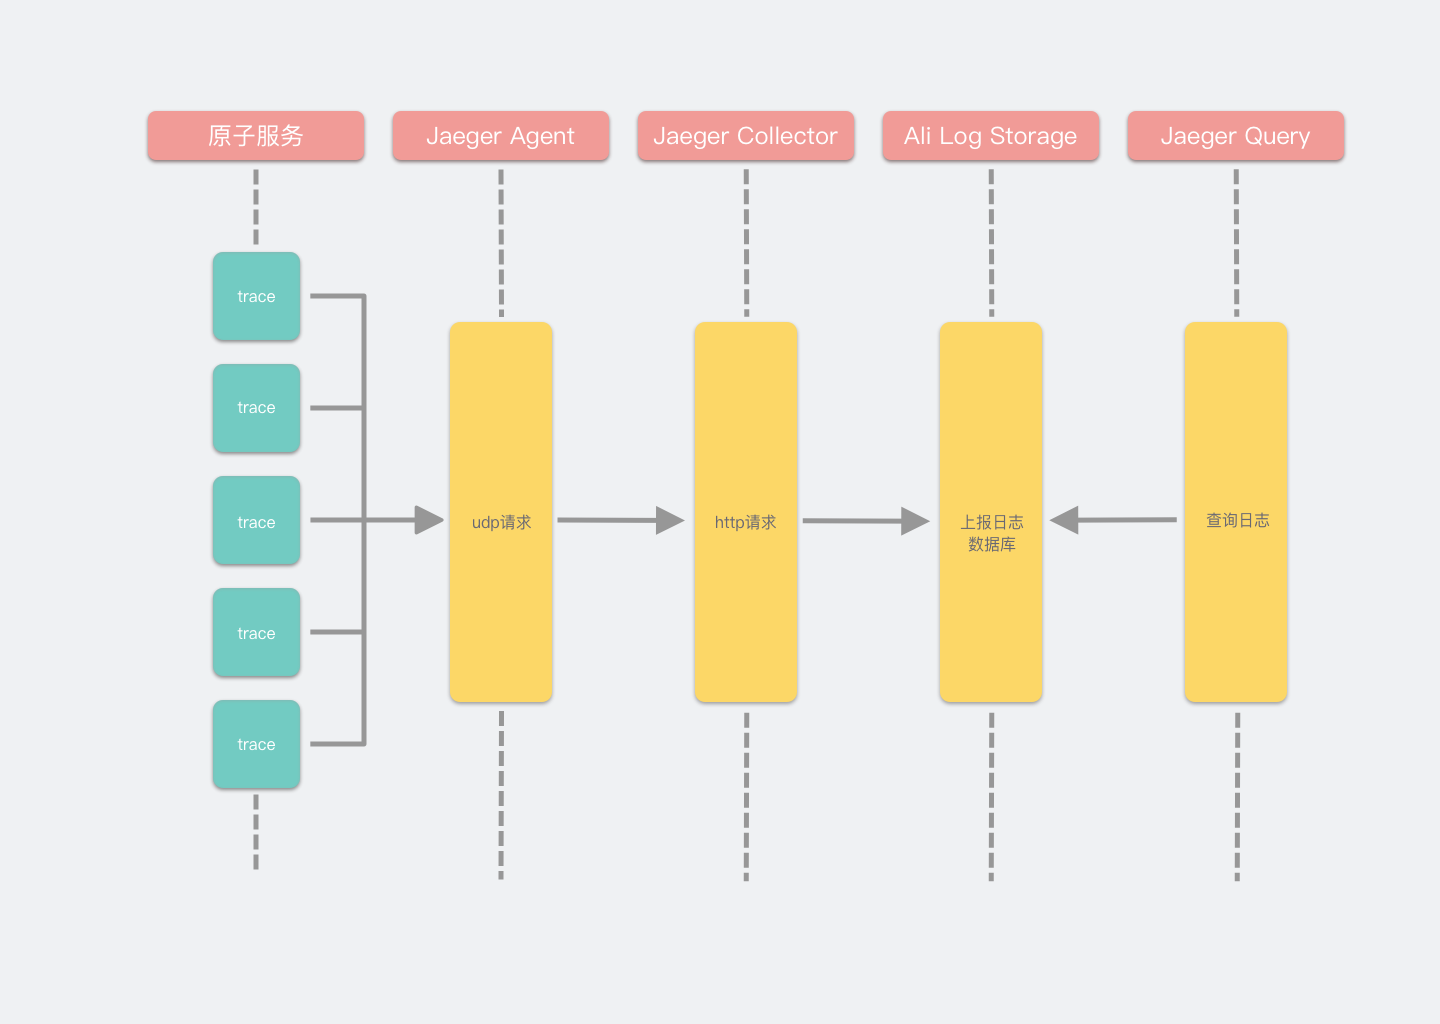 原子服务
Jaeger Agent
Jaeger Collector
Ali Log Storage
Jaeger Query
trace
trace
trace
trace
trace
udp请求
http请求
上报日志
数据库
查询日志